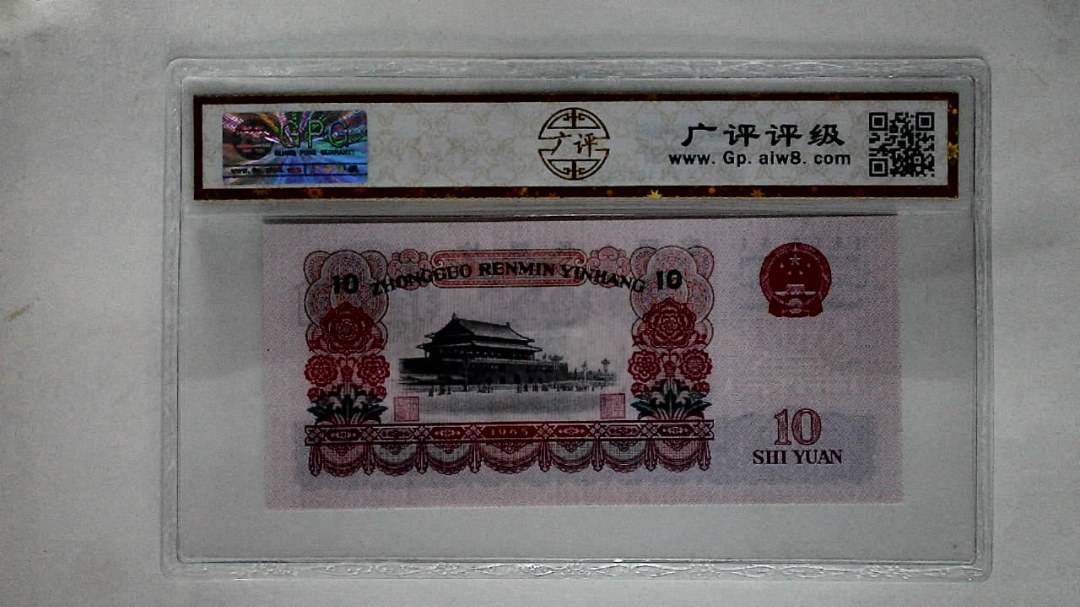 GPG
广评
广评评级
www. Gp. alw8. com
10 ZHONGGUO RENMIN YINHANG 10
1965
10
SHI YUAN